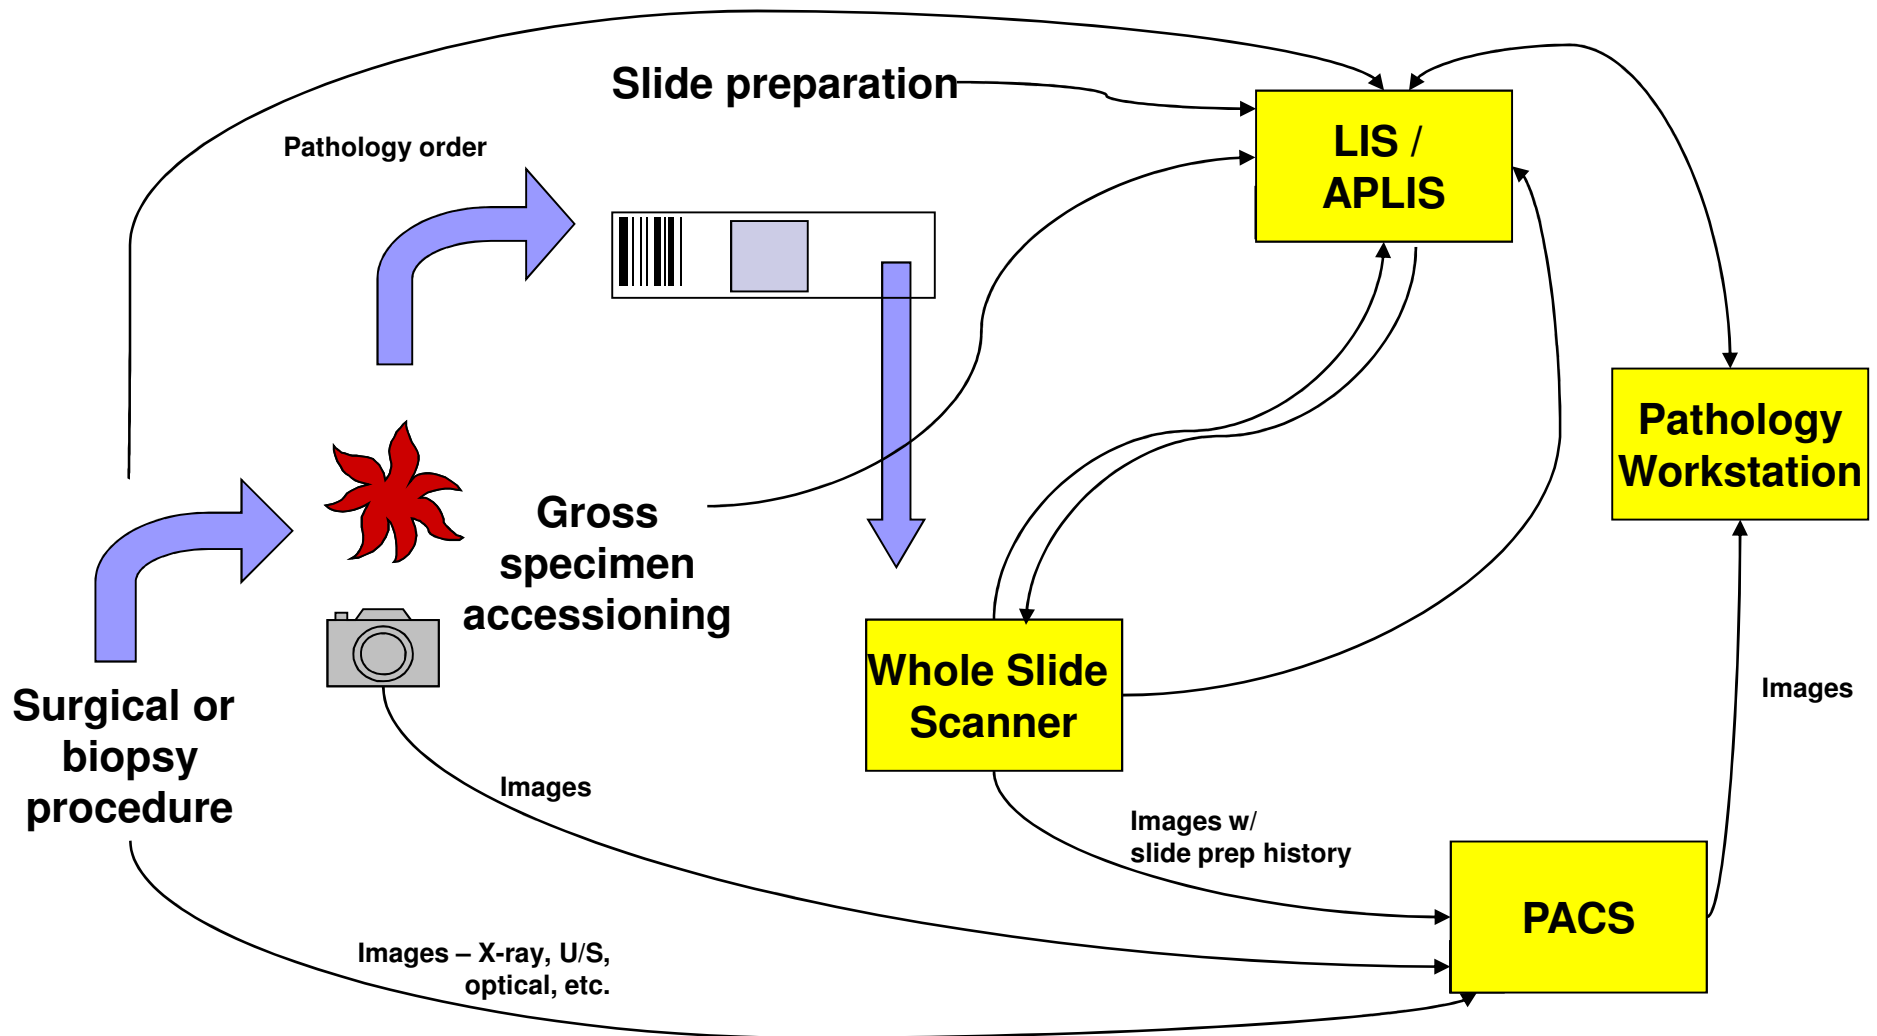 Slide preparation
Pathology order
LIS /
APLIS
Pathology
Workstation
Gross
specimen
accessioning
Whole Slide
Scanner
Surgical or
biopsy
procedure
Images
Images
Images w/
slide prep history
PACS
Images – X-ray, U/S,
optical, etc.